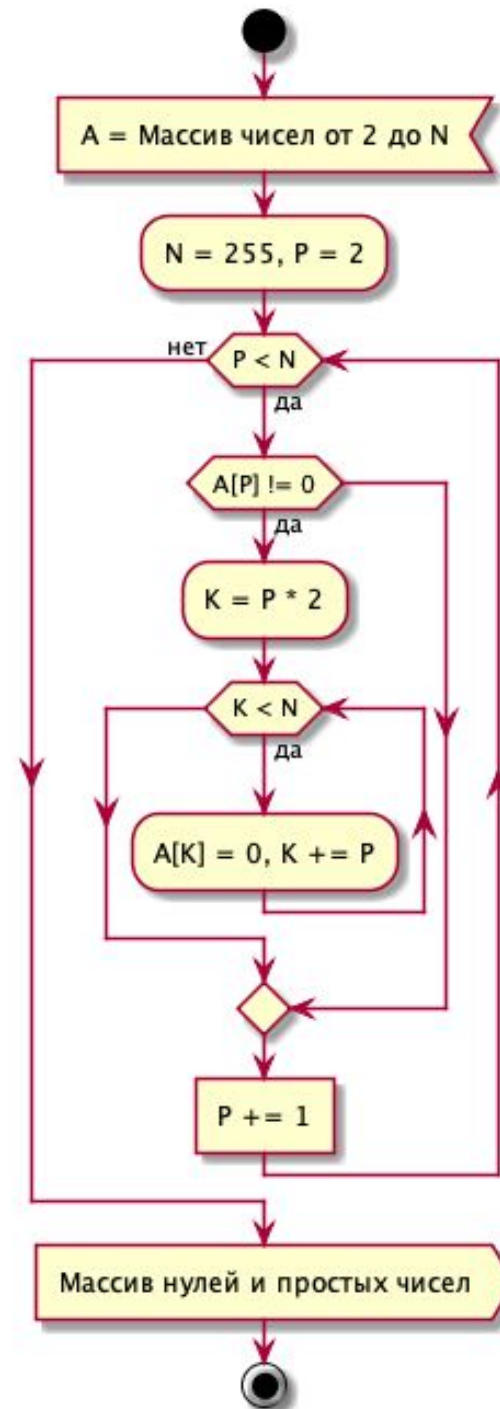 A = Массив чисел от 2 до N
N = 255, P = 2
нет
P < N
да
A[P] != 0
да
K = P * 2
K < N
да
A[K] = 0, K += P
P += 1
Массив нулей и простых чисел